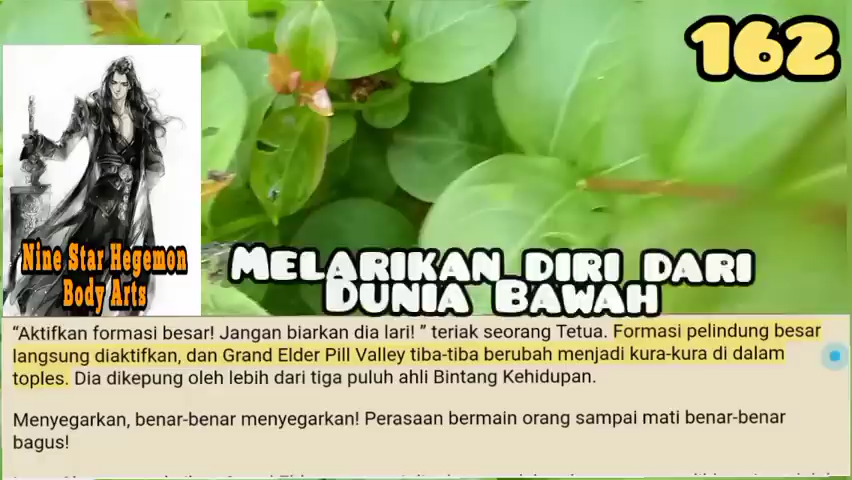 162
Nine Star Hegemon
Body Arts
MELARIKAN DIRI DARI
DUNIA BAWAH
“Aktifkan formasi besar! Jangan biarkan dia lari! ” teriak seorang Tetua. Formasi pelindung besar
langsung diaktifkan, dan Grand Elder Pill Valley tiba-tiba berubah menjadi kura-kura di dalam
toples. Dia dikepung oleh lebih dari tiga puluh ahli Bintang Kehidupan.
Menyegarkan, benar-benar menyegarkan! Perasaan bermain orang sampai mati benar-benar
bagus!